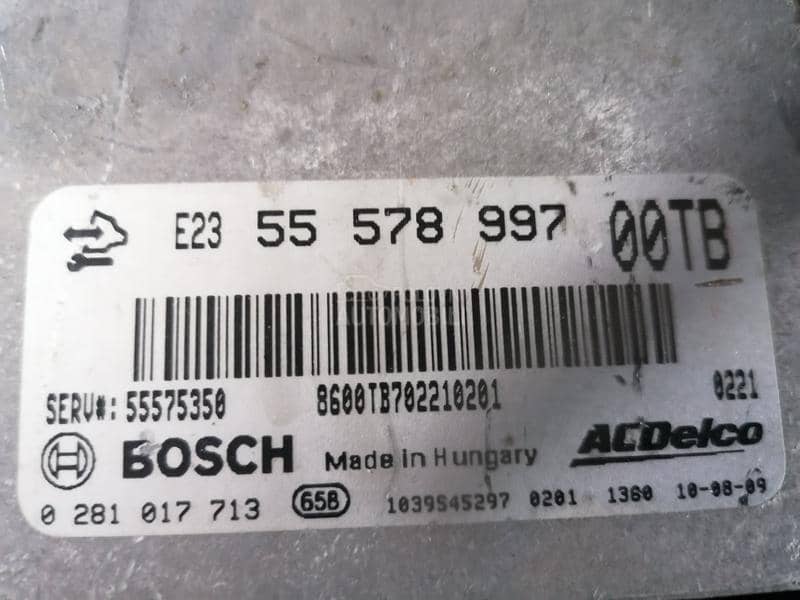 E23 55 578 997 00TB
AUTOMOBILI
SERV#: 55575350 8600TB702210201 0221
BOSCH Made in Hungary ACDelco
0 281 017 713 65B 1039S45297 0201 1360 10-08-09